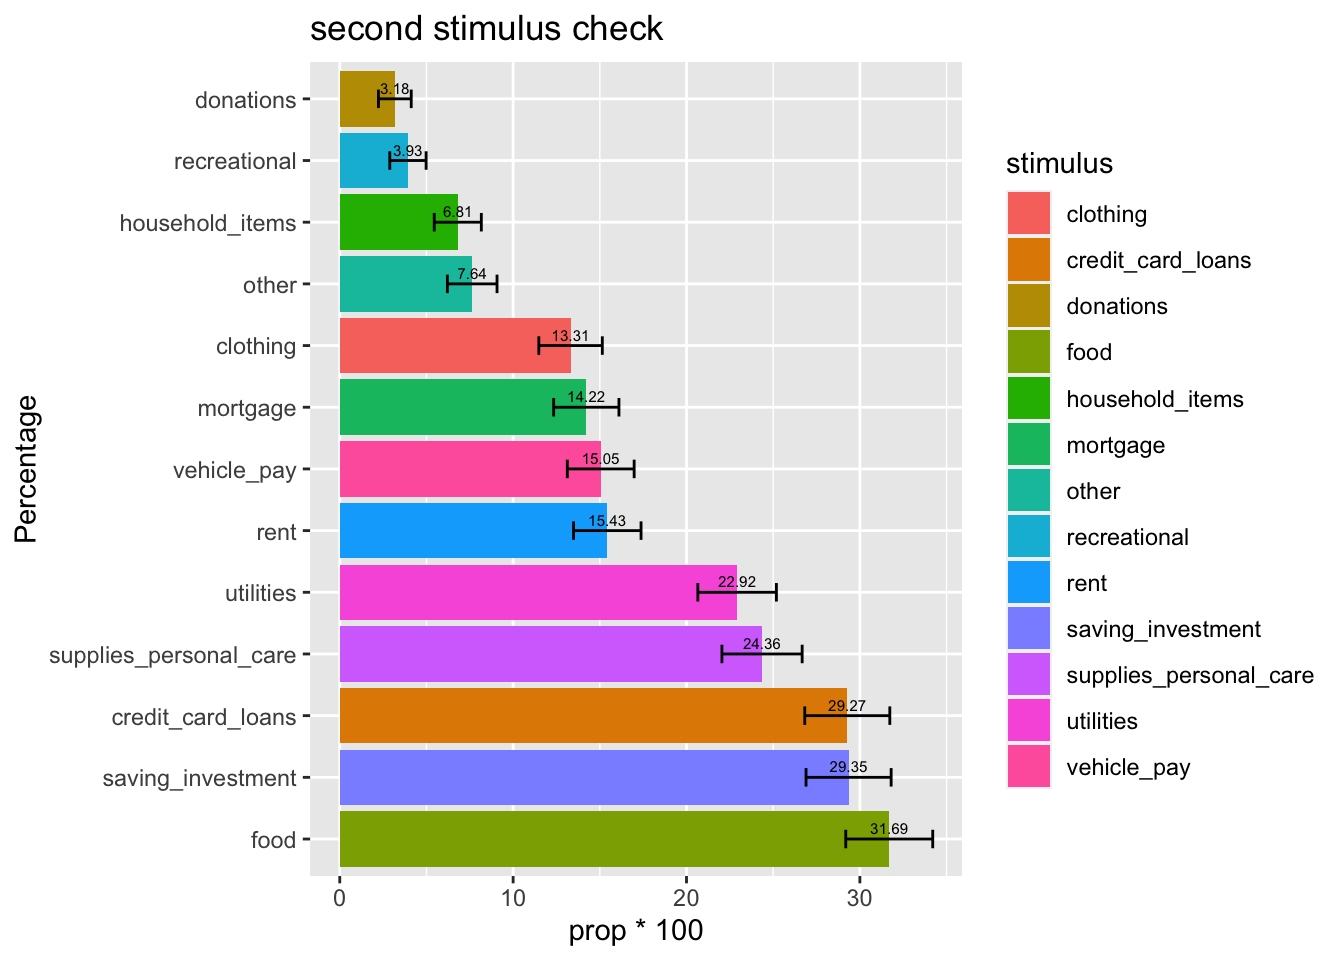 second stimulus check
Percentage
donations
3.18
recreational
3.93
household_items
6.81
other
7.64
clothing
13.31
mortgage
14.22
vehicle_pay
15.05
rent
15.43
utilities
22.92
supplies_personal_care
24.36
credit_card_loans
29.27
saving_investment
29.35
food
31.69
0 10 20 30
prop * 100
stimulus
clothing
credit_card_loans
donations
food
household_items
mortgage
other
recreational
rent
saving_investment
supplies_personal_care
utilities
vehicle_pay